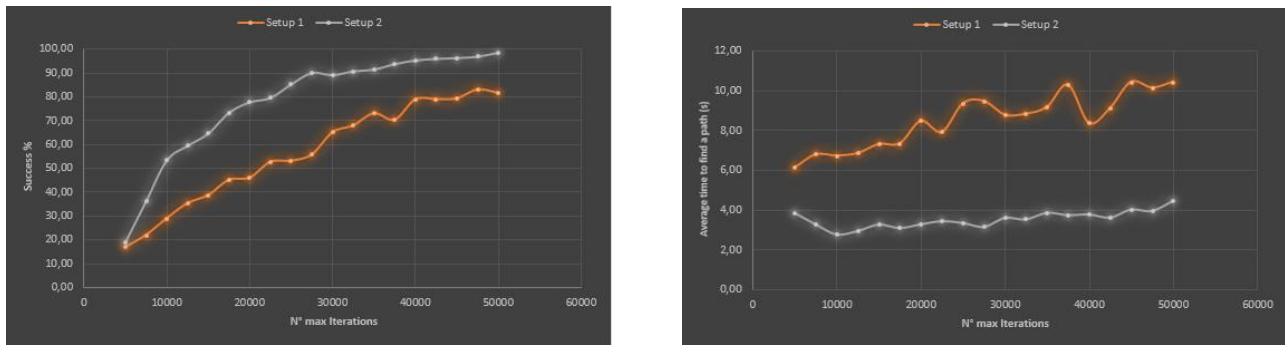 Setup 1 Setup 2
100,00
90,00
80,00
70,00
60,00
50,00
40,00
30,00
20,00
10,00
0,00
Success %
0 10000 20000 30000 40000 50000 60000
N° max Iterations
Setup 1 Setup 2
12,00
10,00
8,00
6,00
4,00
2,00
0,00
Average time to find a path (s)
0 10000 20000 30000 40000 50000 60000
N° max Iterations